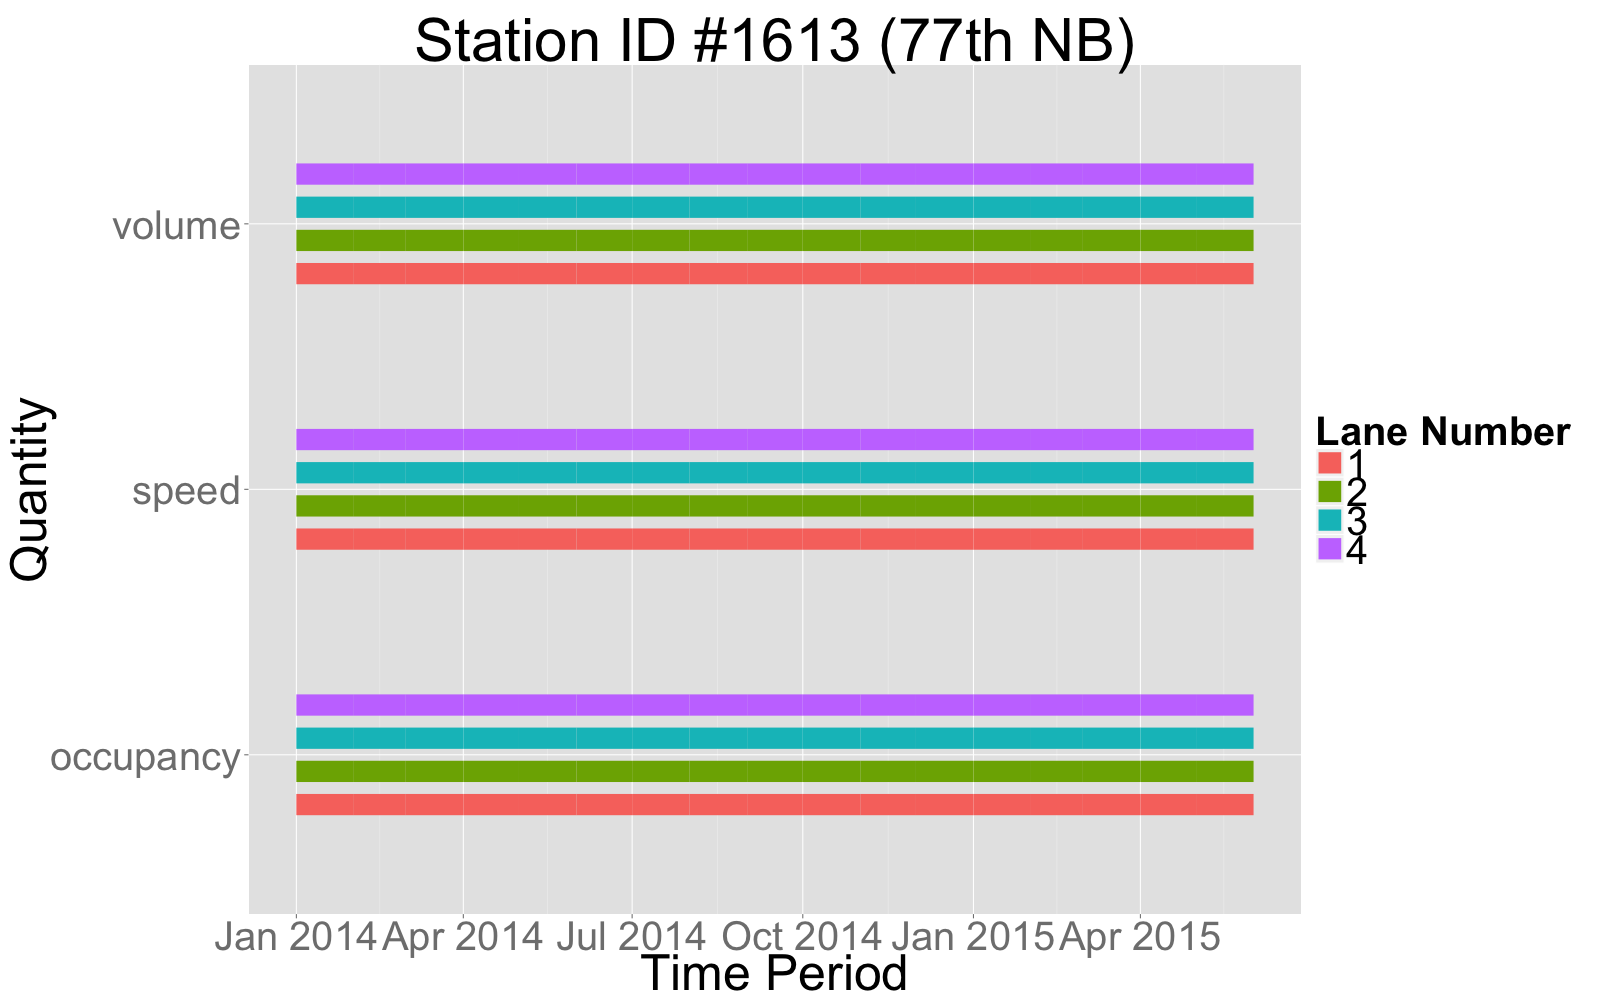 Station ID #1613 (77th NB)
Quantity
volume
speed
occupancy
Jan 2014 Apr 2014 Jul 2014 Oct 2014 Jan 2015 Apr 2015
Time Period
Lane Number
1
2
3
4